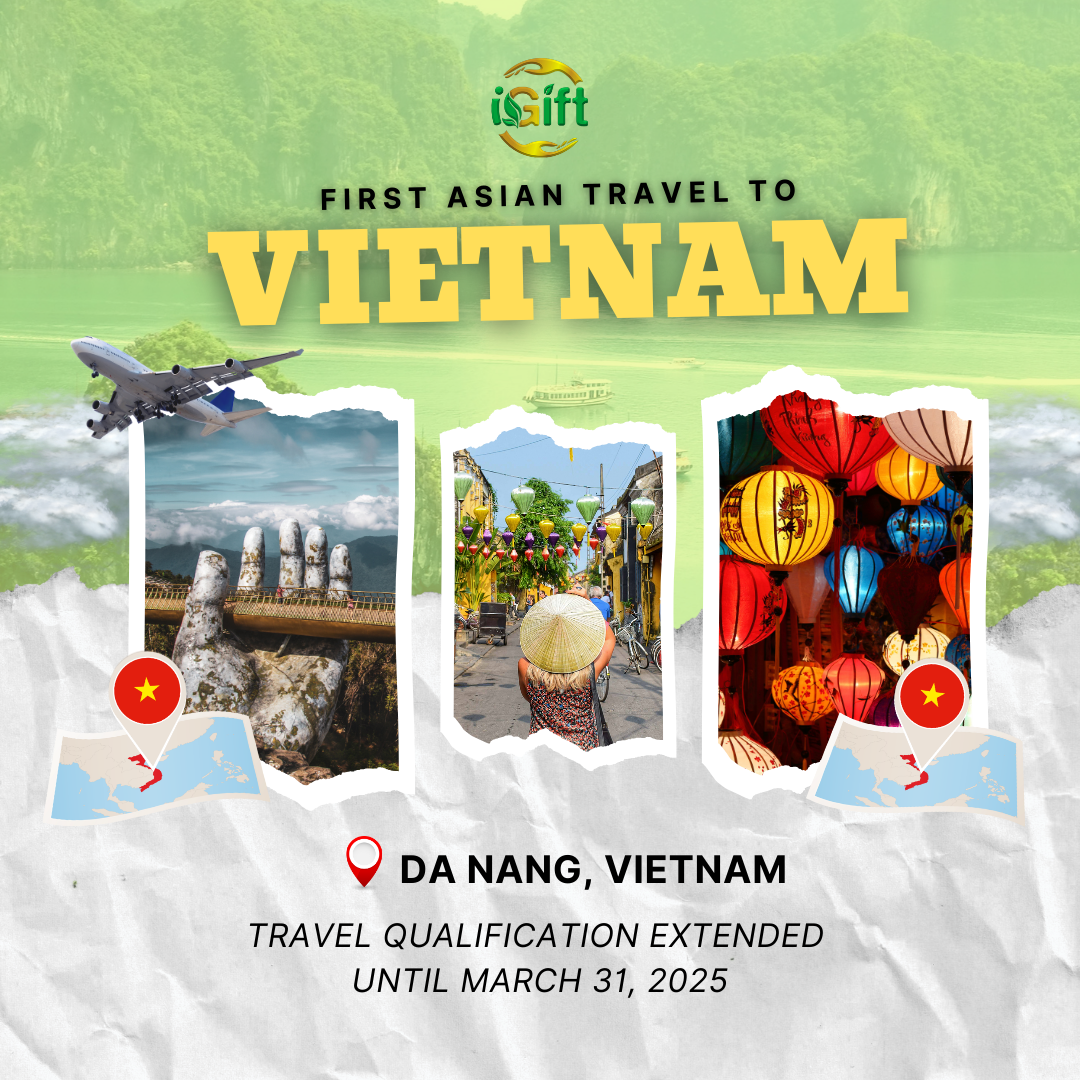 iGift
FIRST ASIAN TRAVEL TO
VIETNAM
DA NANG, VIETNAM
TRAVEL QUALIFICATION EXTENDED
UNTIL MARCH 31, 2025